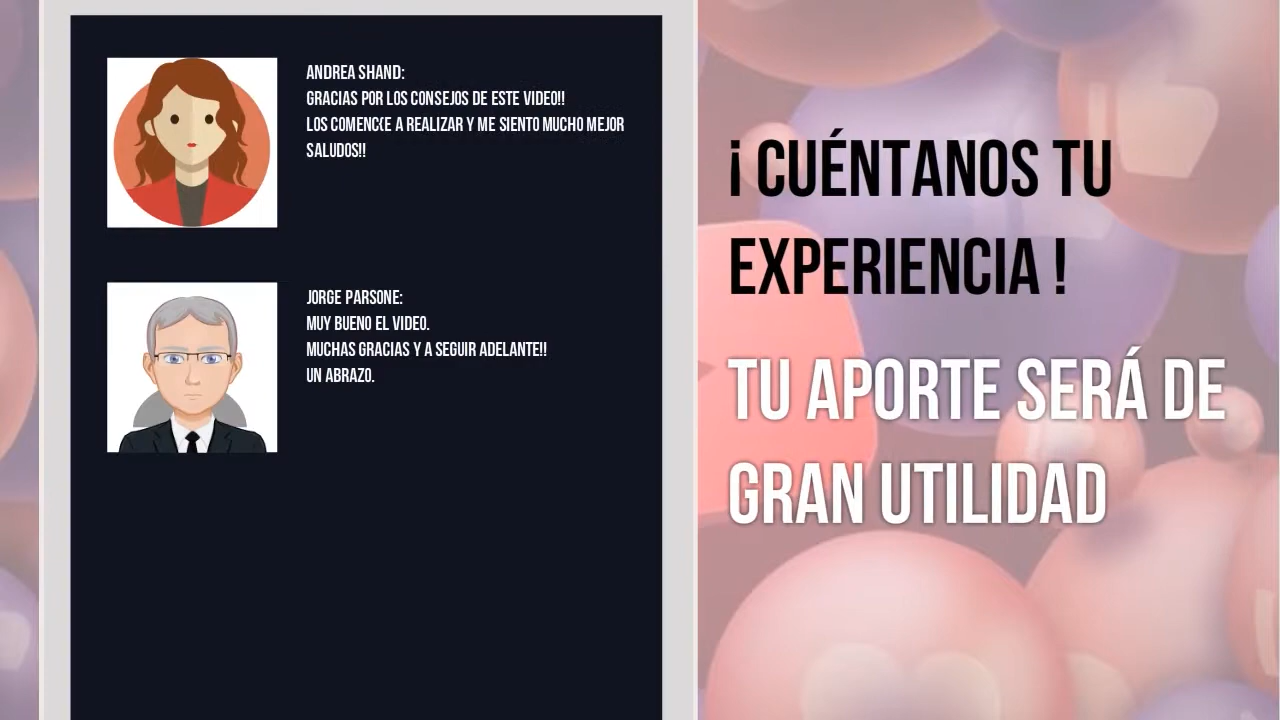 ANDREA SHAND:
GRACIAS POR LOS CONSEJOS DE ESTE VIDEO!!
LOS COMENC{E A REALIZAR Y ME SIENTO MUCHO MEJOR
SALUDOS!!
JORGE PARSONE:
MUY BUENO EL VIDEO.
MUCHAS GRACIAS Y A SEGUIR ADELANTE!!
UN ABRAZO.
¡ CUÉNTANOS TU
EXPERIENCIA !
TU APORTE SERÁ DE
GRAN UTILIDAD